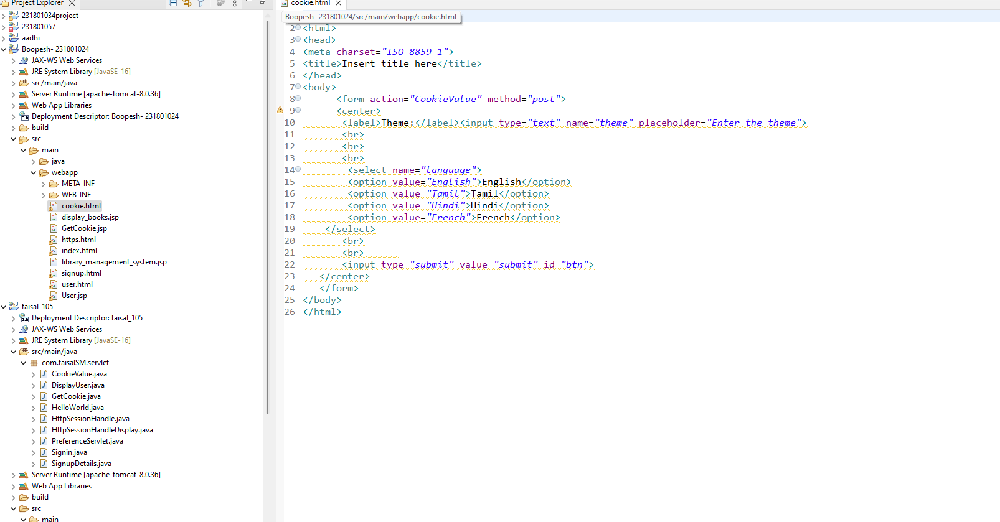 Project Explorer
231801034project
231801057
aadhi
Boopesh- 231801024
JAX-WS Web Services
JRE System Library [JavaSE-16]
src/main/java
Server Runtime [apache-tomcat-8.0.36]
Web App Libraries
Deployment Descriptor: Boopesh- 231801024
build
src
main
java
webapp
META-INF
WEB-INF
cookie.html
display_books.jsp
GetCookie.jsp
https.html
index.html
library_management_system.jsp
signup.html
user.html
User.jsp
faisal_105
Deployment Descriptor: faisal_105
JAX-WS Web Services
JRE System Library [JavaSE-16]
src/main/java
com.faisalSM.servlet
CookieValue.java
DisplayUser.java
GetCookie.java
HelloWorld.java
HttpSessionHandle.java
HttpSessionHandleDisplay.java
PreferenceServlet.java
Signin.java
SignupDetails.java
Server Runtime [apache-tomcat-8.0.36]
Web App Libraries
build
src
main
cookie.html
Boopesh- 231801024/src/main/webapp/cookie.html
2 <html>
3 <head>
4 <meta charset="ISO-8859-1">
5 <title>Insert title here</title>
6 </head>
7 <body>
8 <form action="CookieValue" method="post">
9 <center>
10 <label>Theme:</label><input type="text" name="theme" placeholder="Enter the theme">
11 <br>
12 <br>
13 <br>
14 <select name="language">
15 <option value="English">English</option>
16 <option value="Tamil">Tamil</option>
17 <option value="Hindi">Hindi</option>
18 <option value="French">French</option>
19 </select>
20 <br>
21 <br>
22 <input type="submit" value="submit" id="btn">
23 </center>
24 </form>
25 </body>
26 </html>